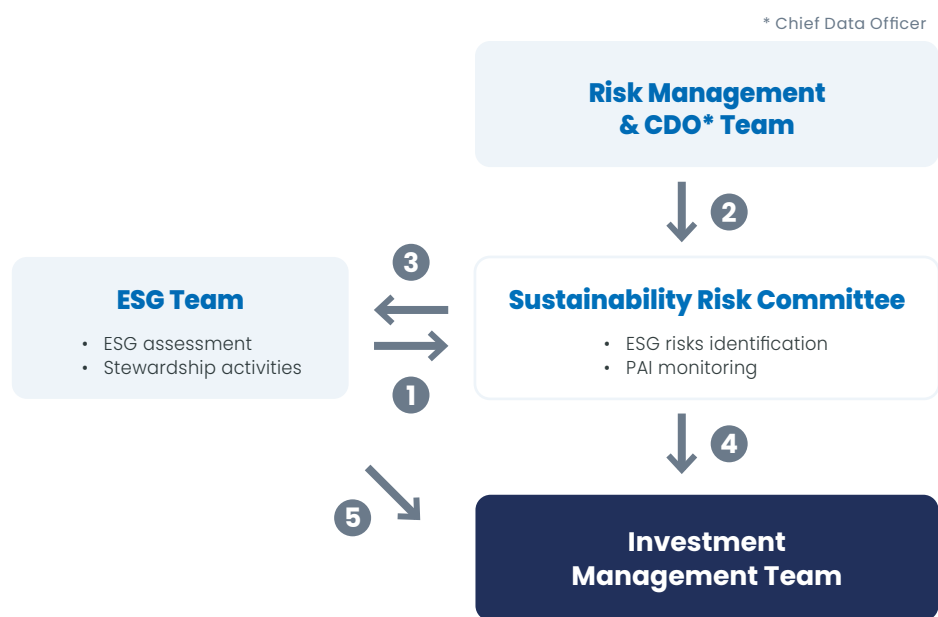 * Chief Data Officer
Risk Management
& CDO* Team
2
3
ESG Team
• ESG assessment
• Stewardship activities
1
Sustainability Risk Committee
• ESG risks identification
• PAI monitoring
4
5
Investment
Management Team